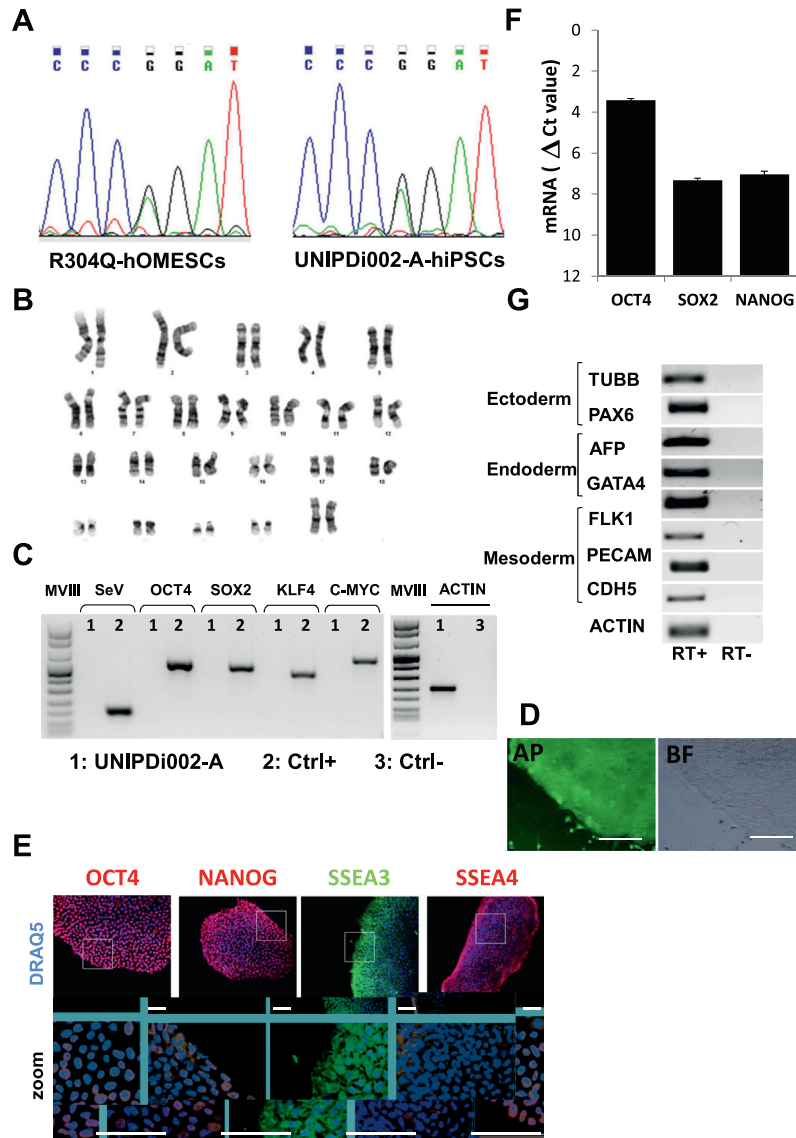 A
C C C G G A T
C C C G G A T
R304Q-hOMESCs
UNIPDi002-A-hiPSCs
B
1 2 3 4 5
6 7 8 9 10 11 12
13 14 15 16 17 18
C
MVIII SeV OCT4 SOX2 KLF4 C-MYC MVIII ACTIN
1 2 1 2 1 2 1 2 1 2 1 3
1: UNIPDi002-A 2: Ctrl+ 3: Ctrl-
F
mRNA ( △ Ct value)
0
2
4
6
8
10
12
OCT4 SOX2 NANOG
G
Ectoderm
TUBB
PAX6
Endoderm
AFP
GATA4
Mesoderm
FLK1
PECAM
CDH5
ACTIN
RT+ RT-
D
AP
BF
E
OCT4 NANOG SSEA3 SSEA4
DRAQ5
zoom